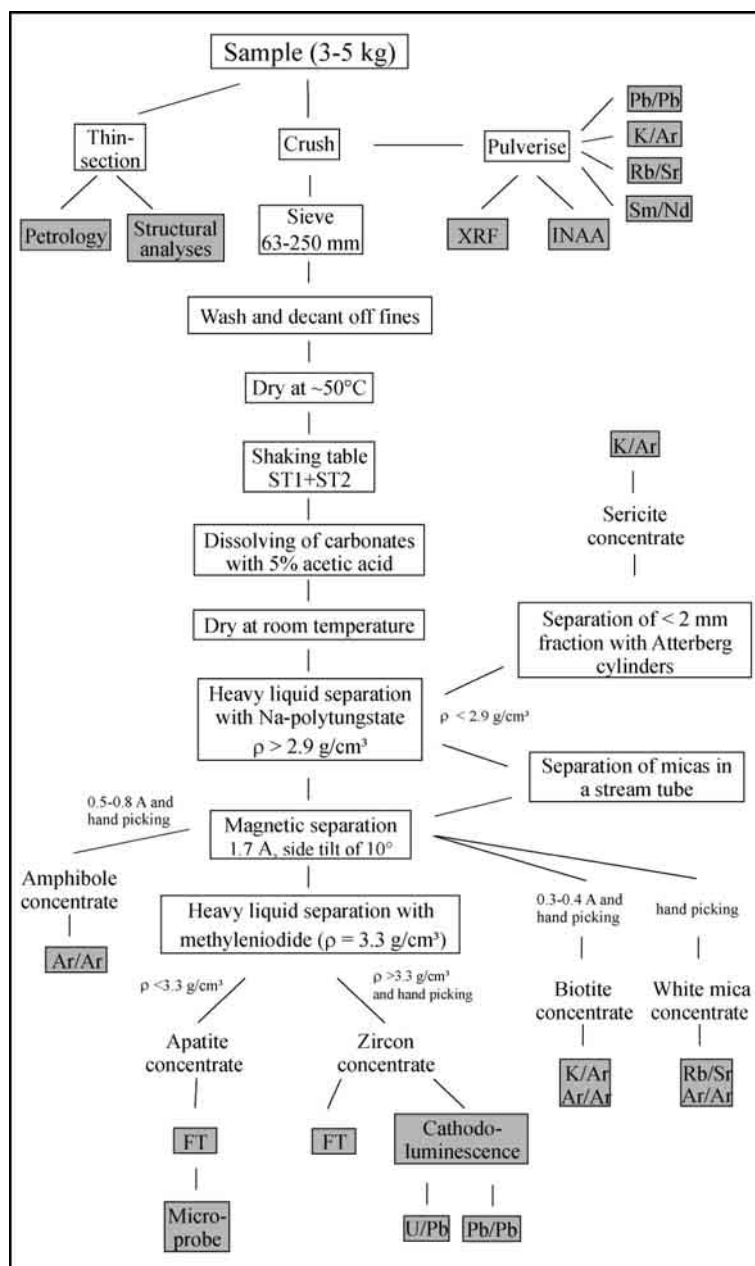 Sample (3-5 kg)
Thin-
section
Crush
Pulverise
Pb/Pb
K/Ar
Rb/Sr
Sm/Nd
Petrology
Structural
analyses
Sieve
63-250 mm
XRF
INAA
Wash and decant off fines
Dry at ~50°C
Shaking table
ST1+ST2
K/Ar
Sericite
concentrate
Dissolving of carbonates
with 5% acetic acid
Dry at room temperature
Separation of < 2 mm
fraction with Atterberg
cylinders
Heavy liquid separation
with Na-polytungstate
ρ > 2.9 g/cm³
ρ < 2.9 g/cm³
Separation of micas in
a stream tube
0.5-0.8 A and
hand picking
Magnetic separation
1.7 A, side tilt of 10°
Amphibole
concentrate
Ar/Ar
Heavy liquid separation with
methyleniodide (ρ = 3.3 g/cm³)
0.3-0.4 A and
hand picking
hand picking
ρ <3.3 g/cm³
ρ >3.3 g/cm³
and hand picking
Biotite
concentrate
White mica
concentrate
Apatite
concentrate
Zircon
concentrate
K/Ar
Ar/Ar
Rb/Sr
Ar/Ar
FT
FT
Cathodo-
luminescence
Micro-
probe
U/Pb
Pb/Pb